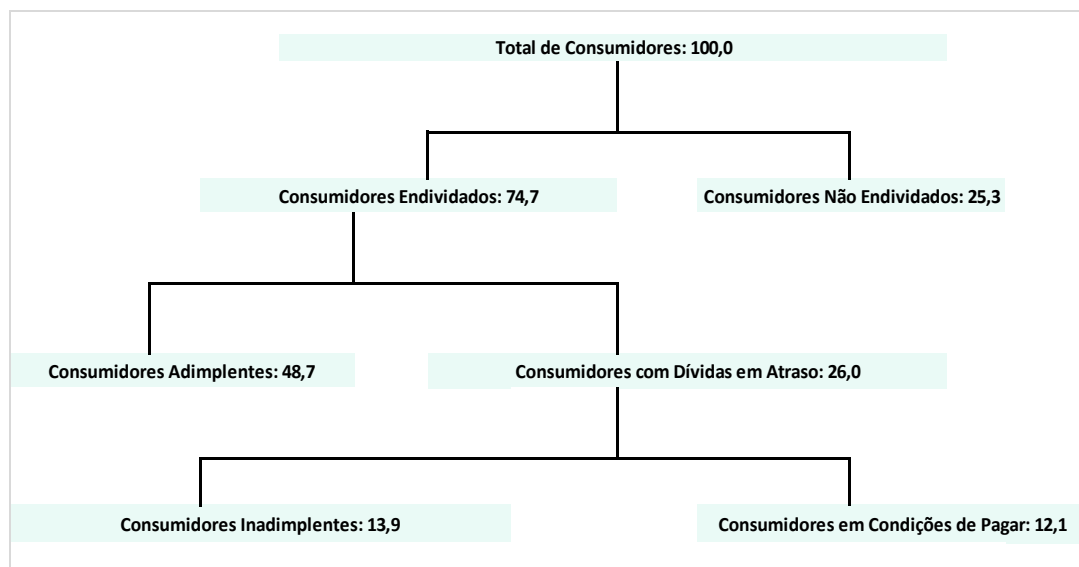 Total de Consumidores: 100,0
Consumidores Endividados: 74,7
Consumidores Não Endividados: 25,3
Consumidores Adimplentes: 48,7
Consumidores com Dívidas em Atraso: 26,0
Consumidores Inadimplentes: 13,9
Consumidores em Condições de Pagar: 12,1